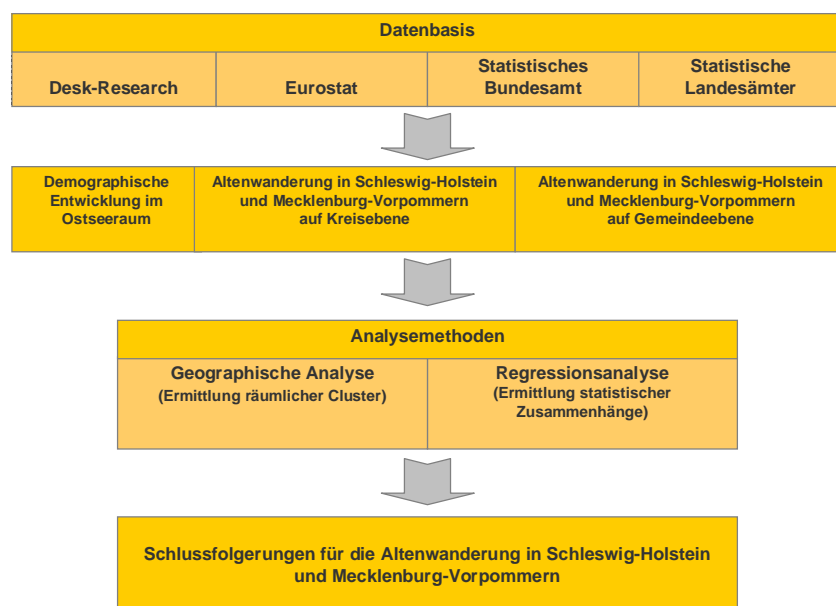 Datenbasis
Desk-Research
Eurostat
Statistisches
Bundesamt
Statistische
Landesämter
Demographische
Entwicklung im
Ostseeraum
Altenwanderung in Schleswig-Holstein
und Mecklenburg-Vorpommern
auf Kreisebene
Altenwanderung in Schleswig-Holstein
und Mecklenburg-Vorpommern
auf Gemeindeebene
Analysemethoden
Geographische Analyse
(Ermittlung räumlicher Cluster)
Regressionsanalyse
(Ermittlung statistischer
Zusammenhänge)
Schlussfolgerungen für die Altenwanderung in Schleswig-Holstein
und Mecklenburg-Vorpommern